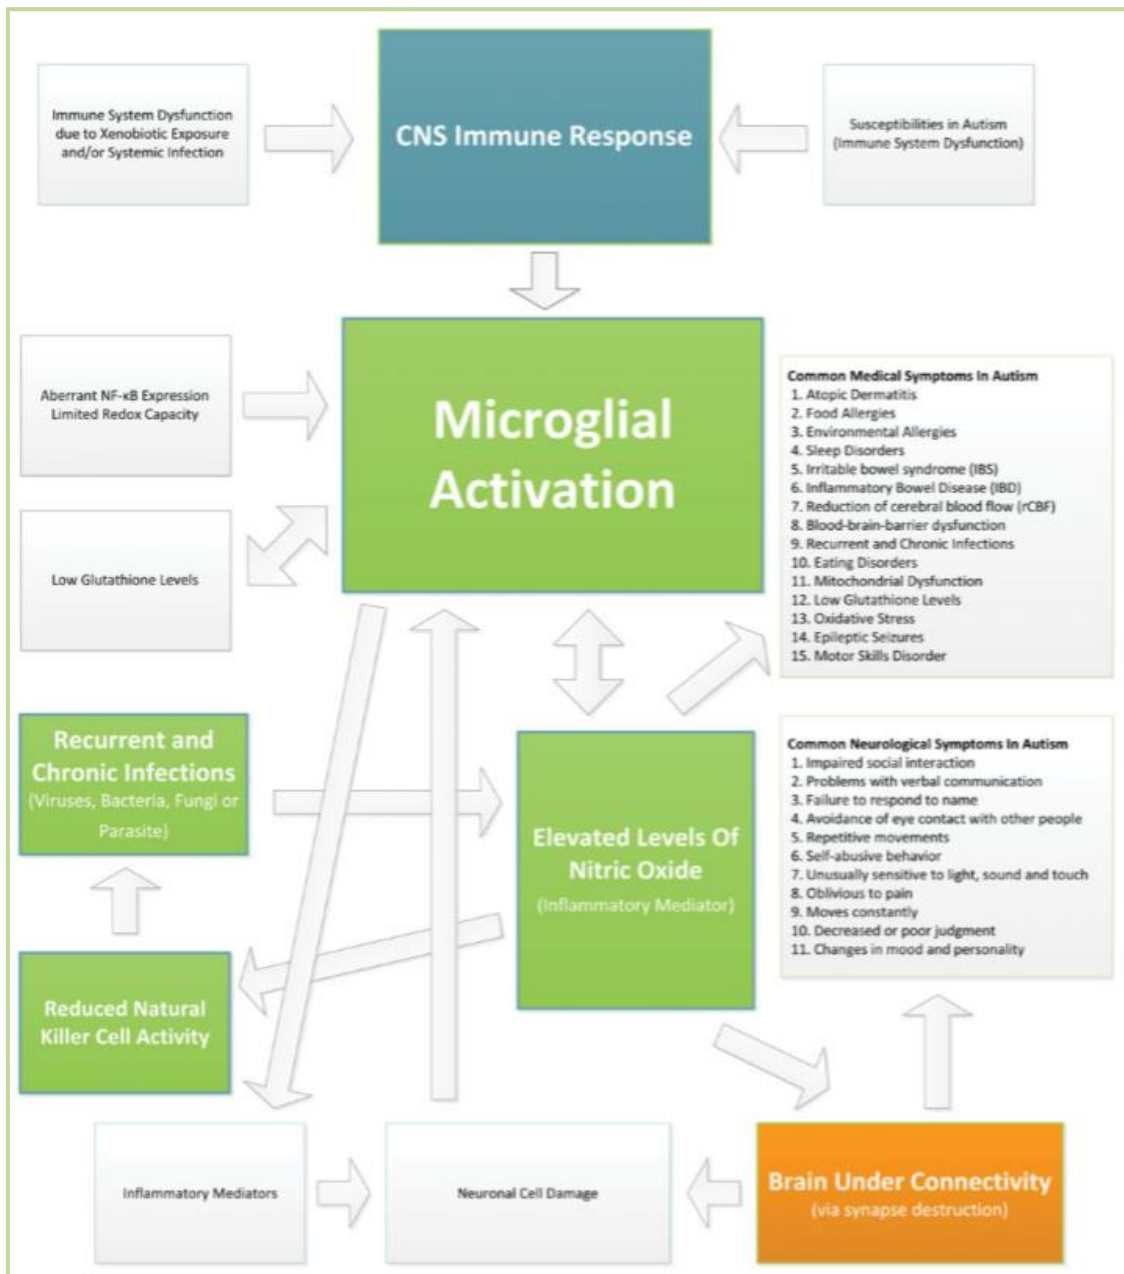 Immune System Dysfunction
due to Xenobiotic Exposure
and/or Systemic Infection
CNS Immune Response
Susceptibilities in Autism
(Immune System Dysfunction)
Aberrant NF-κB Expression
Limited Redox Capacity
Microglial
Activation
Low Glutathione Levels
Common Medical Symptoms In Autism
1. Atopic Dermatitis
2. Food Allergies
3. Environmental Allergies
4. Sleep Disorders
5. Irritable bowel syndrome (IBS)
6. Inflammatory Bowel Disease (IBD)
7. Reduction of cerebral blood flow (rCBF)
8. Blood-brain-barrier dysfunction
9. Recurrent and Chronic Infections
10. Eating Disorders
11. Mitochondrial Dysfunction
12. Low Glutathione Levels
13. Oxidative Stress
14. Epileptic Seizures
15. Motor Skills Disorder
Recurrent and
Chronic Infections
(Viruses, Bacteria, Fungi or
Parasite)
Elevated Levels Of
Nitric Oxide
(Inflammatory Mediator)
Common Neurological Symptoms In Autism
1. Impaired social interaction
2. Problems with verbal communication
3. Failure to respond to name
4. Avoidance of eye contact with other people
5. Repetitive movements
6. Self-abusive behavior
7. Unusually sensitive to light, sound and touch
8. Oblivious to pain
9. Moves constantly
10. Decreased or poor judgment
11. Changes in mood and personality
Reduced Natural
Killer Cell Activity
Inflammatory Mediators
Neuronal Cell Damage
Brain Under Connectivity
(via synapse destruction)